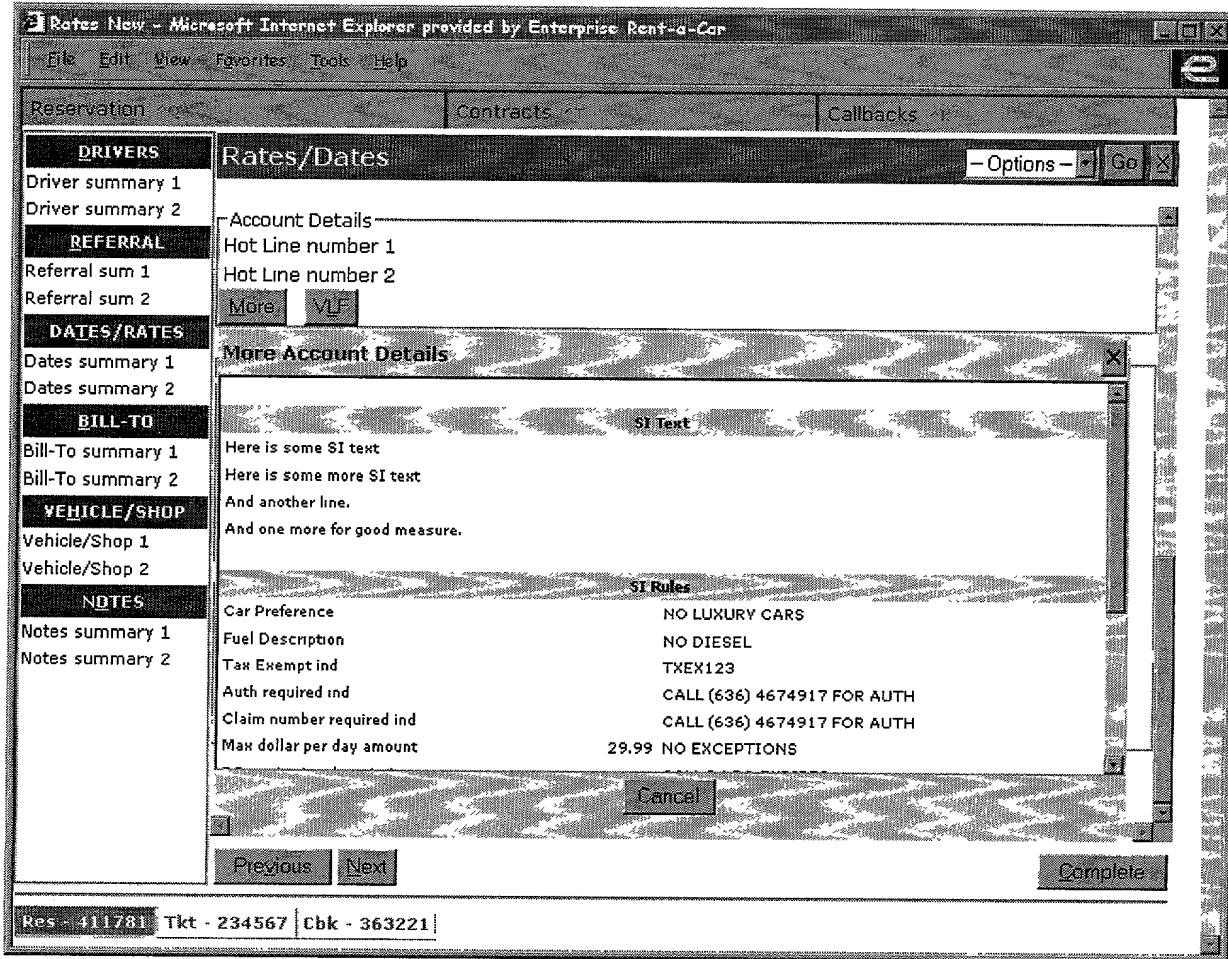 Rates New - Microsoft Internet Explorer provided by Enterprise Rent-a-Car
File Edit View Favorites Tools Help
Reservation Contracts Callbacks
DRIVERS
Driver summary 1
Driver summary 2
REFERRAL
Referral sum 1
Referral sum 2
DATES/RATES
Dates summary 1
Dates summary 2
BILL-TO
Bill-To summary 1
Bill-To summary 2
VEHICLE/SHOP
Vehicle/Shop 1
Vehicle/Shop 2
NOTES
Notes summary 1
Notes summary 2
Rates/Dates
– Options – Go X
Account Details
Hot Line number 1
Hot Line number 2
More VLF
More Account Details X
SI Text
Here is some SI text
Here is some more SI text
And another line.
And one more for good measure.
SI Rules
Car Preference NO LUXURY CARS
Fuel Description NO DIESEL
Tax Exempt ind TXEX123
Auth required ind CALL (636) 4674917 FOR AUTH
Claim number required ind CALL (636) 4674917 FOR AUTH
Max dollar per day amount 29.99 NO EXCEPTIONS
Cancel
Previous Next Complete
Res - 411781 Tkt - 234567 Cbk - 363221